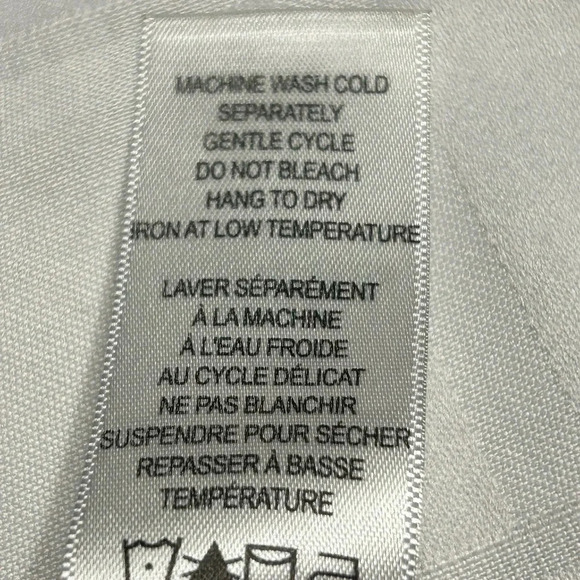 MACHINE WASH COLD
SEPARATELY
GENTLE CYCLE
DO NOT BLEACH
HANG TO DRY
IRON AT LOW TEMPERATURE
LAVER SÉPARÉMENT
À LA MACHINE
À L'EAU FROIDE
AU CYCLE DÉLICAT
NE PAS BLANCHIR
SUSPENDRE POUR SÉCHER
REPASSER À BASSE
TEMPÉRATURE